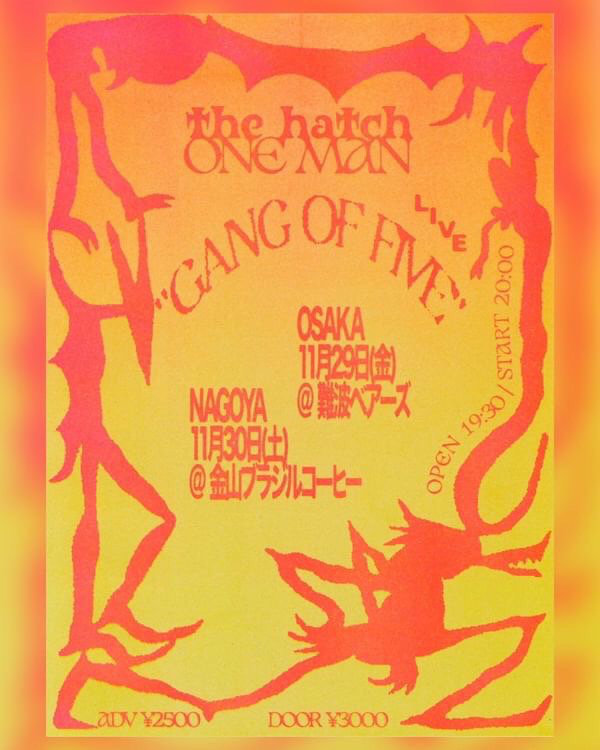 the hatch
ONE MAN
LIVE
"GANG OF FIVE"
OSAKA
11月29日(金)
@ 難波ベアーズ
NAGOYA
11月30日(土)
@ 金山ブラジルコーヒー
OPEN 19:30 / START 20:00
ADV ¥2500
DOOR ¥3000